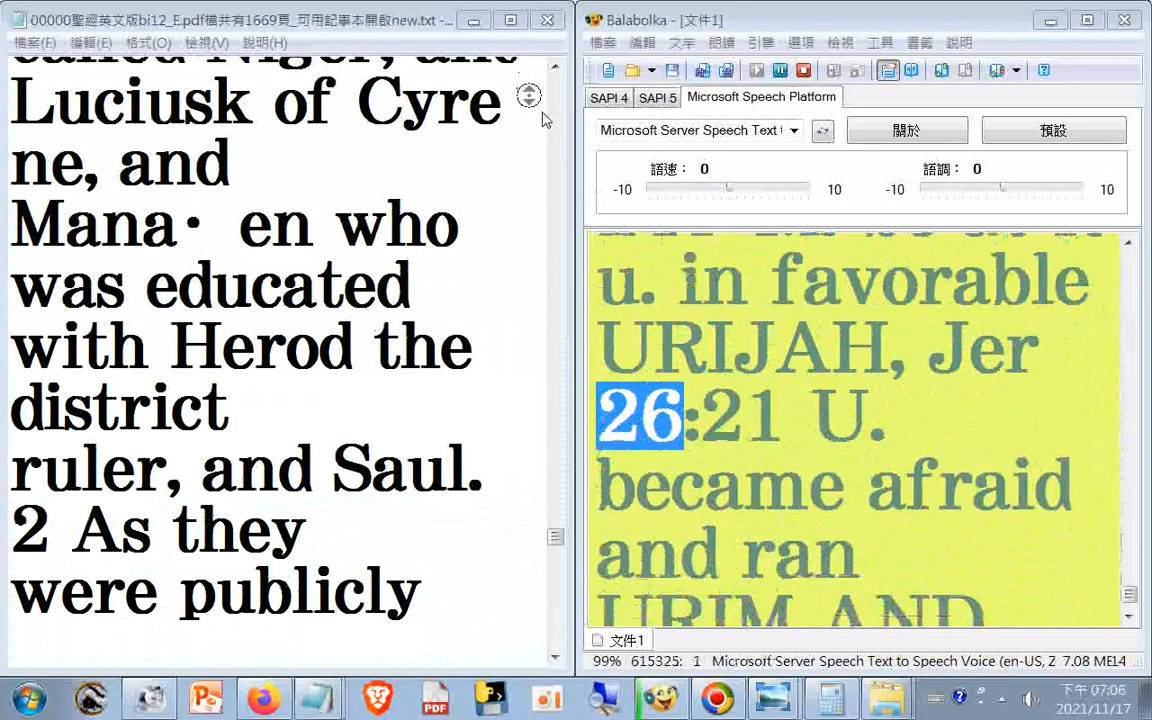 00000聖經英文版bi12_E.pdf檔共有1669頁_可用記事本開啟new.txt -...
檔案(F) 編輯(E) 格式(O) 檢視(V) 說明(H)
called Niger, and
Luciusk of Cyre
ne, and
Mana· en who
was educated
with Herod the
district
ruler, and Saul.
2 As they
were publicly
Balabolka - [文件1]
檔案 編輯 文字 朗讀 引擎 選項 檢視 工具 書籤 說明
SAPI 4 SAPI 5 Microsoft Speech Platform
Microsoft Server Speech Text 關於 預設
語速： 0 語調： 0
-10 10 -10 10
u. in favorable
URIJAH, Jer
26:21 U.
became afraid
and ran
URIM AND
文件1
99% 615325: 1 Microsoft Server Speech Text to Speech Voice (en-US, Z 7.08 ME14
PDF
下午 07:06
2021/11/17